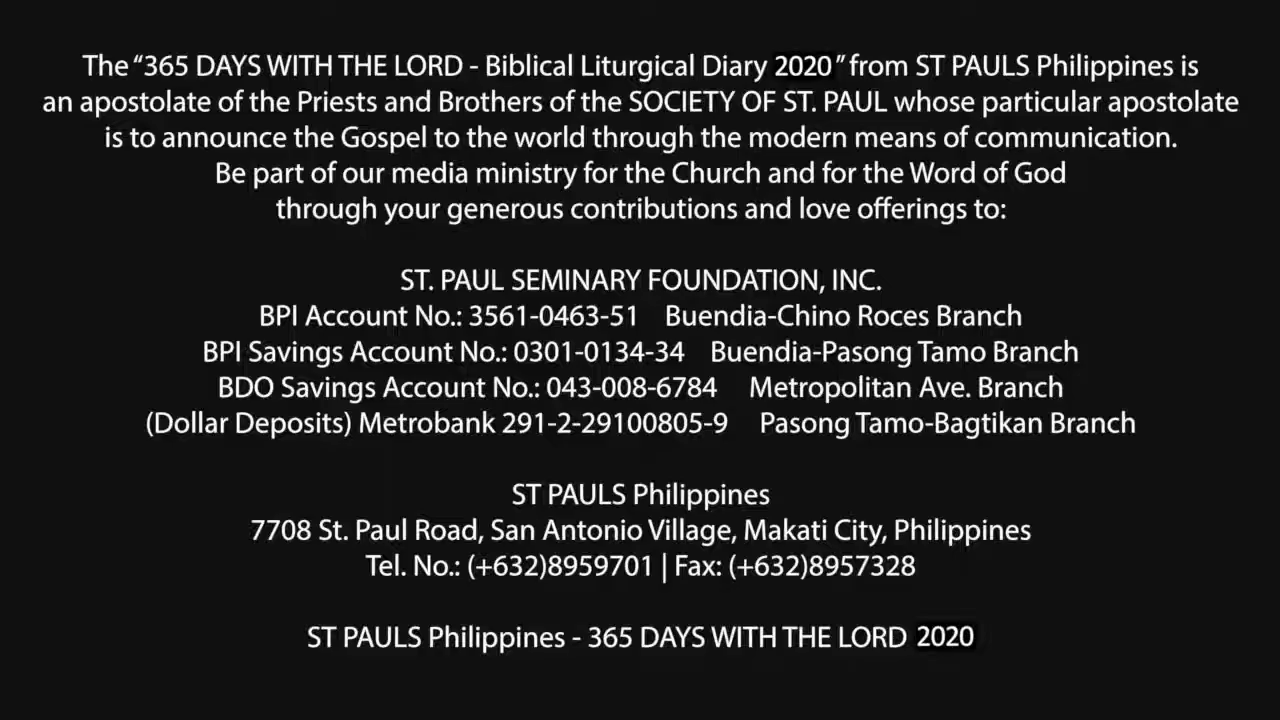 The “365 DAYS WITH THE LORD - Biblical Liturgical Diary 2020” from ST PAULS Philippines is
an apostolate of the Priests and Brothers of the SOCIETY OF ST. PAUL whose particular apostolate
is to announce the Gospel to the world through the modern means of communication.
Be part of our media ministry for the Church and for the Word of God
through your generous contributions and love offerings to:
ST. PAUL SEMINARY FOUNDATION, INC.
BPI Account No.: 3561-0463-51 Buendia-Chino Roces Branch
BPI Savings Account No.: 0301-0134-34 Buendia-Pasong Tamo Branch
BDO Savings Account No.: 043-008-6784 Metropolitan Ave. Branch
(Dollar Deposits) Metrobank 291-2-29100805-9 Pasong Tamo-Bagtikan Branch
ST PAULS Philippines
7708 St. Paul Road, San Antonio Village, Makati City, Philippines
Tel. No.: (+632)8959701 | Fax: (+632)8957328
ST PAULS Philippines - 365 DAYS WITH THE LORD 2020